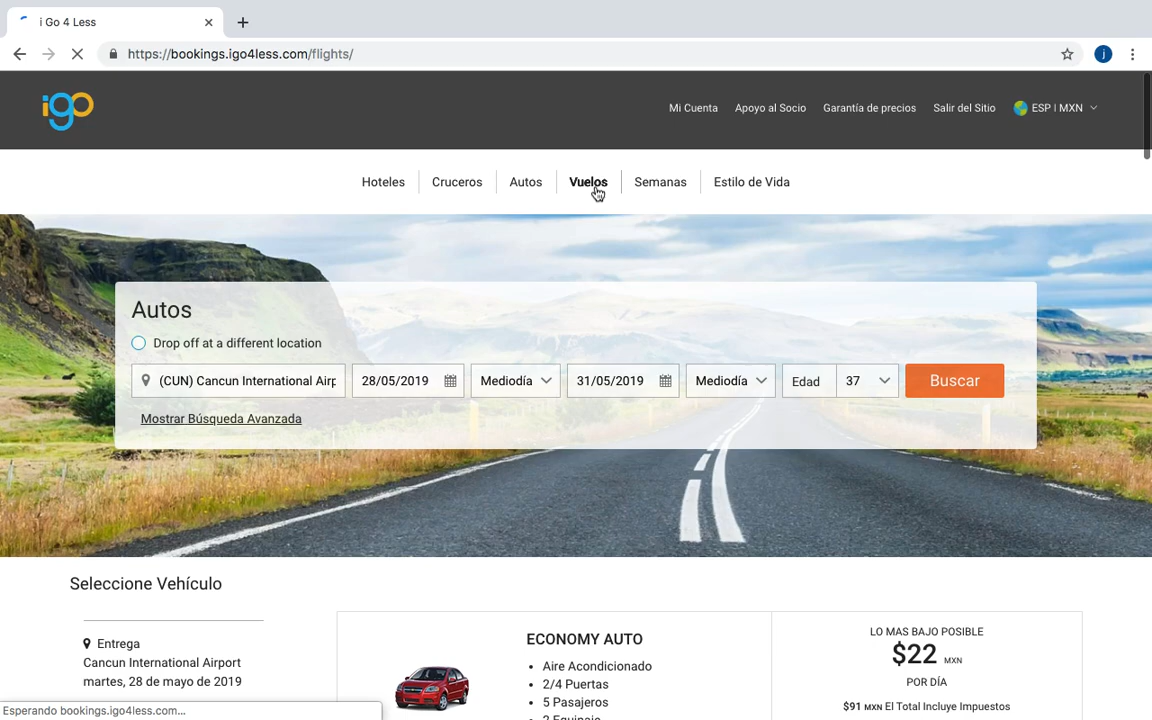 i Go 4 Less
https://bookings.igo4less.com/flights/
j
igo
Mi Cuenta Apoyo al Socio Garantía de precios Salir del Sitio ESP | MXN
Hoteles Cruceros Autos Vuelos Semanas Estilo de Vida
Autos
Drop off at a different location
(CUN) Cancun International Airp 28/05/2019 Mediodía 31/05/2019 Mediodía Edad 37 Buscar
Mostrar Búsqueda Avanzada
Seleccione Vehículo
Entrega
Cancun International Airport
martes, 28 de mayo de 2019
ECONOMY AUTO
Aire Acondicionado
2/4 Puertas
5 Pasajeros
2 Equipaje
LO MAS BAJO POSIBLE
$22 MXN
POR DÍA
$91 MXN El Total Incluye Impuestos
Esperando bookings.igo4less.com...